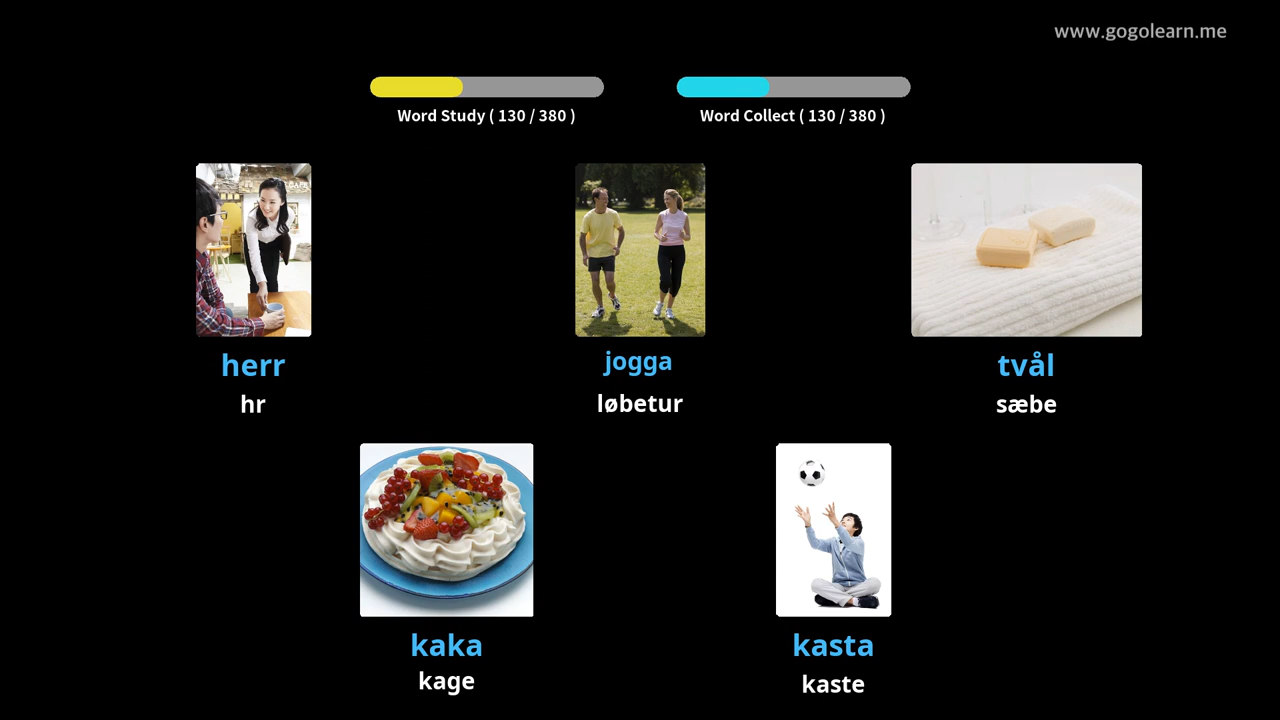 www.gogolearn.me
Word Study ( 130 / 380 )
Word Collect ( 130 / 380 )
herr
hr
jogga
løbetur
tvål
sæbe
kaka
kage
kasta
kaste